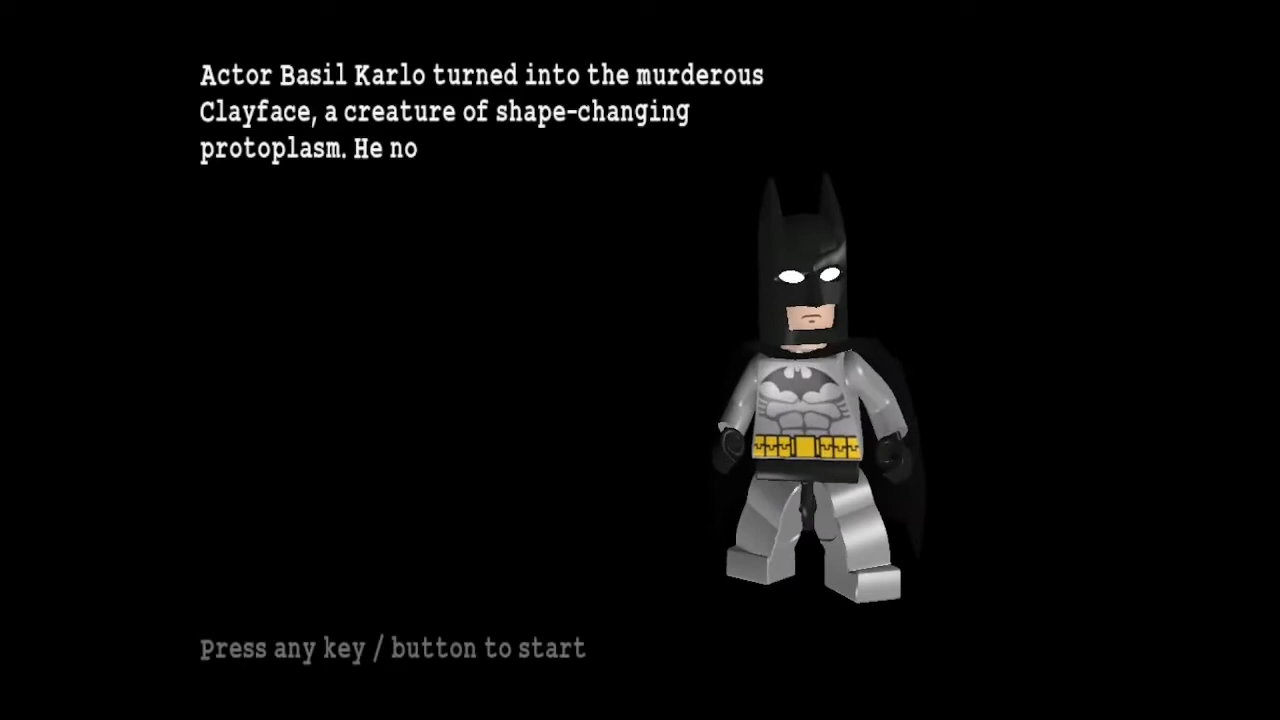 Actor Basil Karlo turned into the murderous
Clayface, a creature of shape-changing
protoplasm. He no
Press any key / button to start